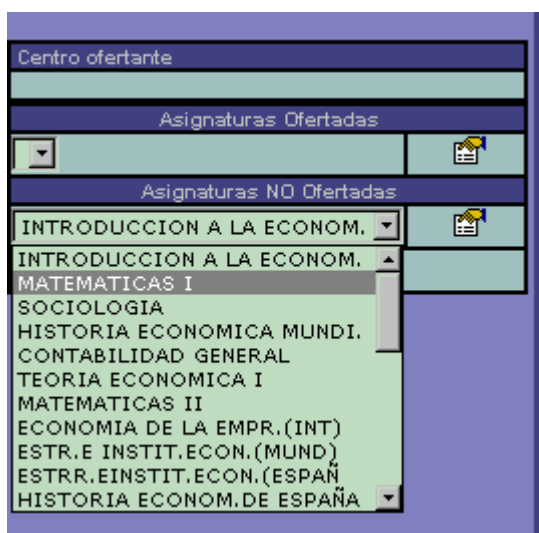 Centro ofertante
Asignaturas Ofertadas
Asignaturas NO Ofertadas
INTRODUCCION A LA ECONOM.
INTRODUCCION A LA ECONOM.
MATEMATICAS I
SOCIOLOGIA
HISTORIA ECONOMICA MUNDI.
CONTABILIDAD GENERAL
TEORIA ECONOMICA I
MATEMATICAS II
ECONOMIA DE LA EMPR.(INT)
ESTR.E INSTIT.ECON.(MUND)
ESTRR.EINSTIT.ECON.(ESPAÑ
HISTORIA ECONOM.DE ESPAÑA